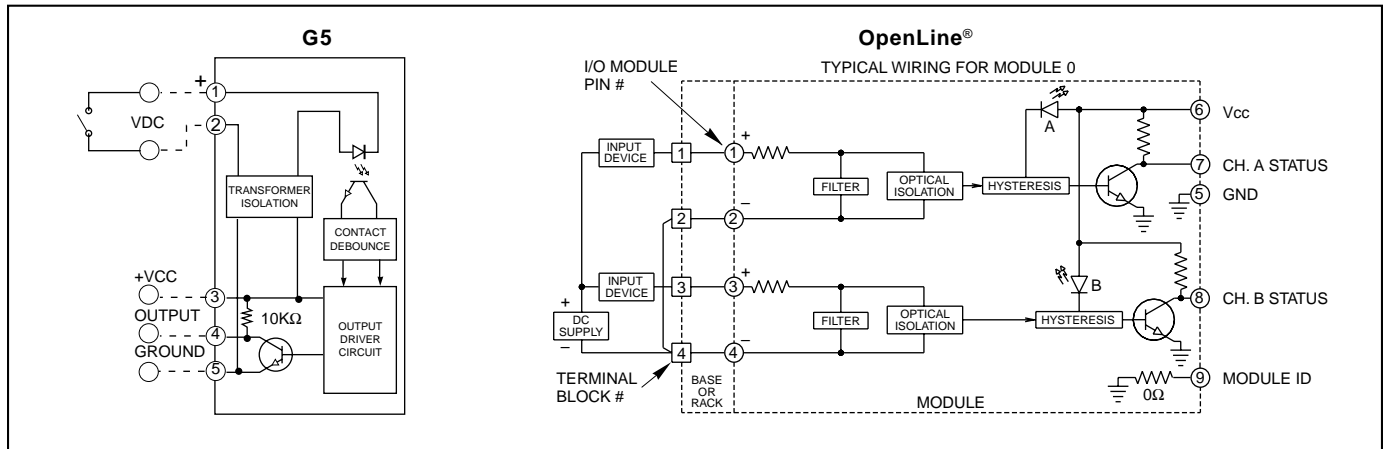 G5
+
1
VDC
2
TRANSFORMER
ISOLATION
CONTACT
DEBOUNCE
+VCC
3
OUTPUT
10KΩ
4
OUTPUT
DRIVER
CIRCUIT
GROUND
5
OpenLine®
I/O MODULE
PIN #
TYPICAL WIRING FOR MODULE 0
A
6
Vcc
INPUT
DEVICE
1
1
+
FILTER
OPTICAL
ISOLATION
HYSTERESIS
7
CH. A STATUS
5
GND
2
2
–
INPUT
DEVICE
3
3
+
B
8
CH. B STATUS
+
DC
SUPPLY
–
FILTER
OPTICAL
ISOLATION
HYSTERESIS
4
4
–
TERMINAL
BLOCK #
BASE
OR
RACK
MODULE
0Ω
9
MODULE ID